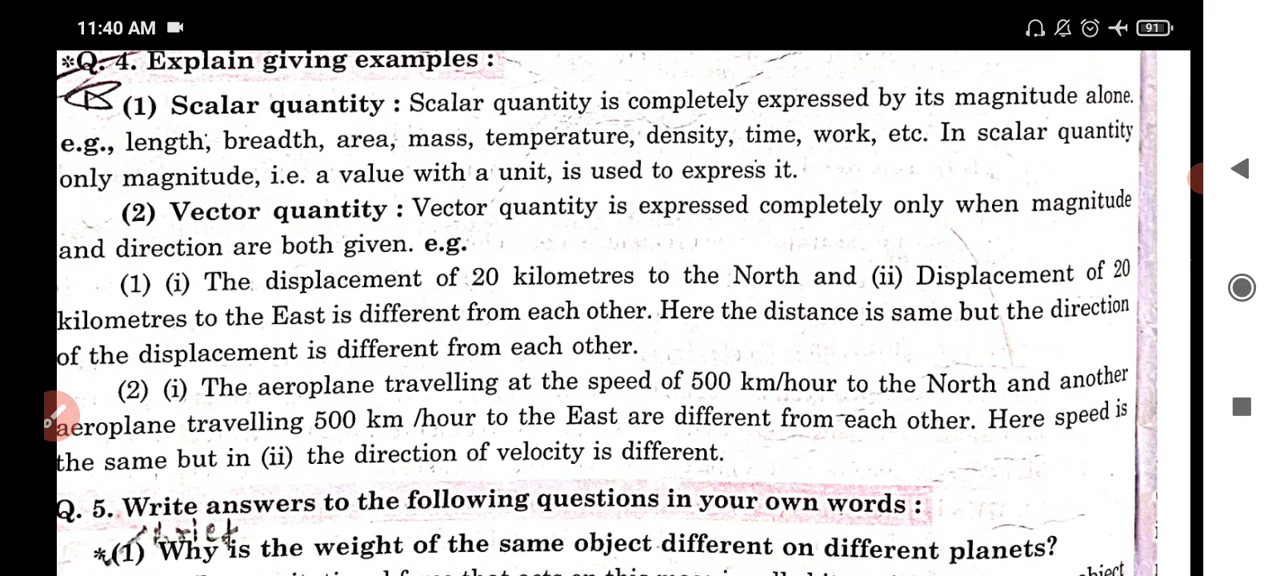 11:40 AM
91
*Q. 4. Explain giving examples :
(1) Scalar quantity : Scalar quantity is completely expressed by its magnitude alone.
e.g., length, breadth, area, mass, temperature, density, time, work, etc. In scalar quantity
only magnitude, i.e. a value with a unit, is used to express it.
(2) Vector quantity : Vector quantity is expressed completely only when magnitude
and direction are both given. e.g.
(1) (i) The displacement of 20 kilometres to the North and (ii) Displacement of 20
kilometres to the East is different from each other. Here the distance is same but the direction
of the displacement is different from each other.
(2) (i) The aeroplane travelling at the speed of 500 km/hour to the North and another
aeroplane travelling 500 km /hour to the East are different from each other. Here speed is
the same but in (ii) the direction of velocity is different.
Q. 5. Write answers to the following questions in your own words :
*(1) Why is the weight of the same object different on different planets?